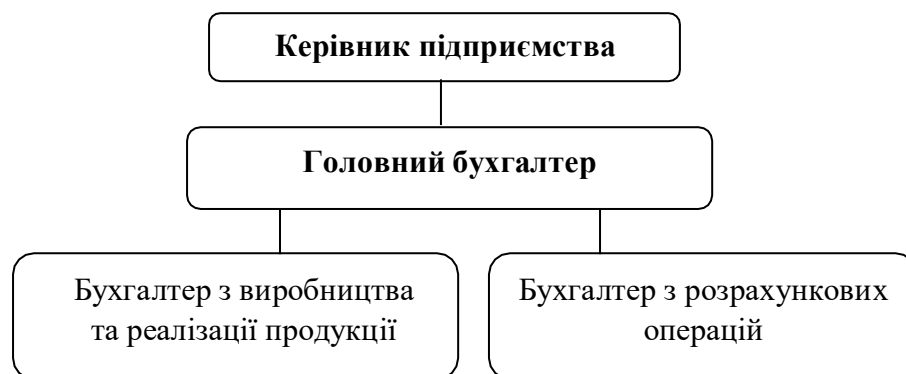 Керівник підприємства
Головний бухгалтер
Бухгалтер з виробництва
та реалізації продукції
Бухгалтер з розрахункових
операцій